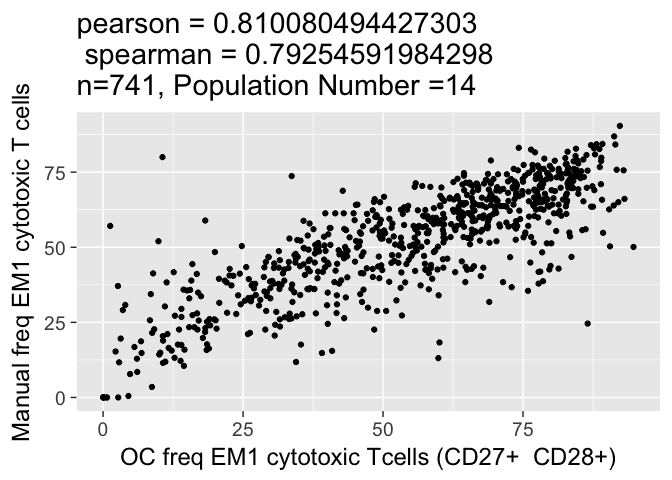 pearson = 0.810080494427303
spearman = 0.79254591984298
n=741, Population Number =14
Manual freq EM1 cytotoxic T cells
75
50
25
0
0 25 50 75
OC freq EM1 cytotoxic Tcells (CD27+  CD28+)